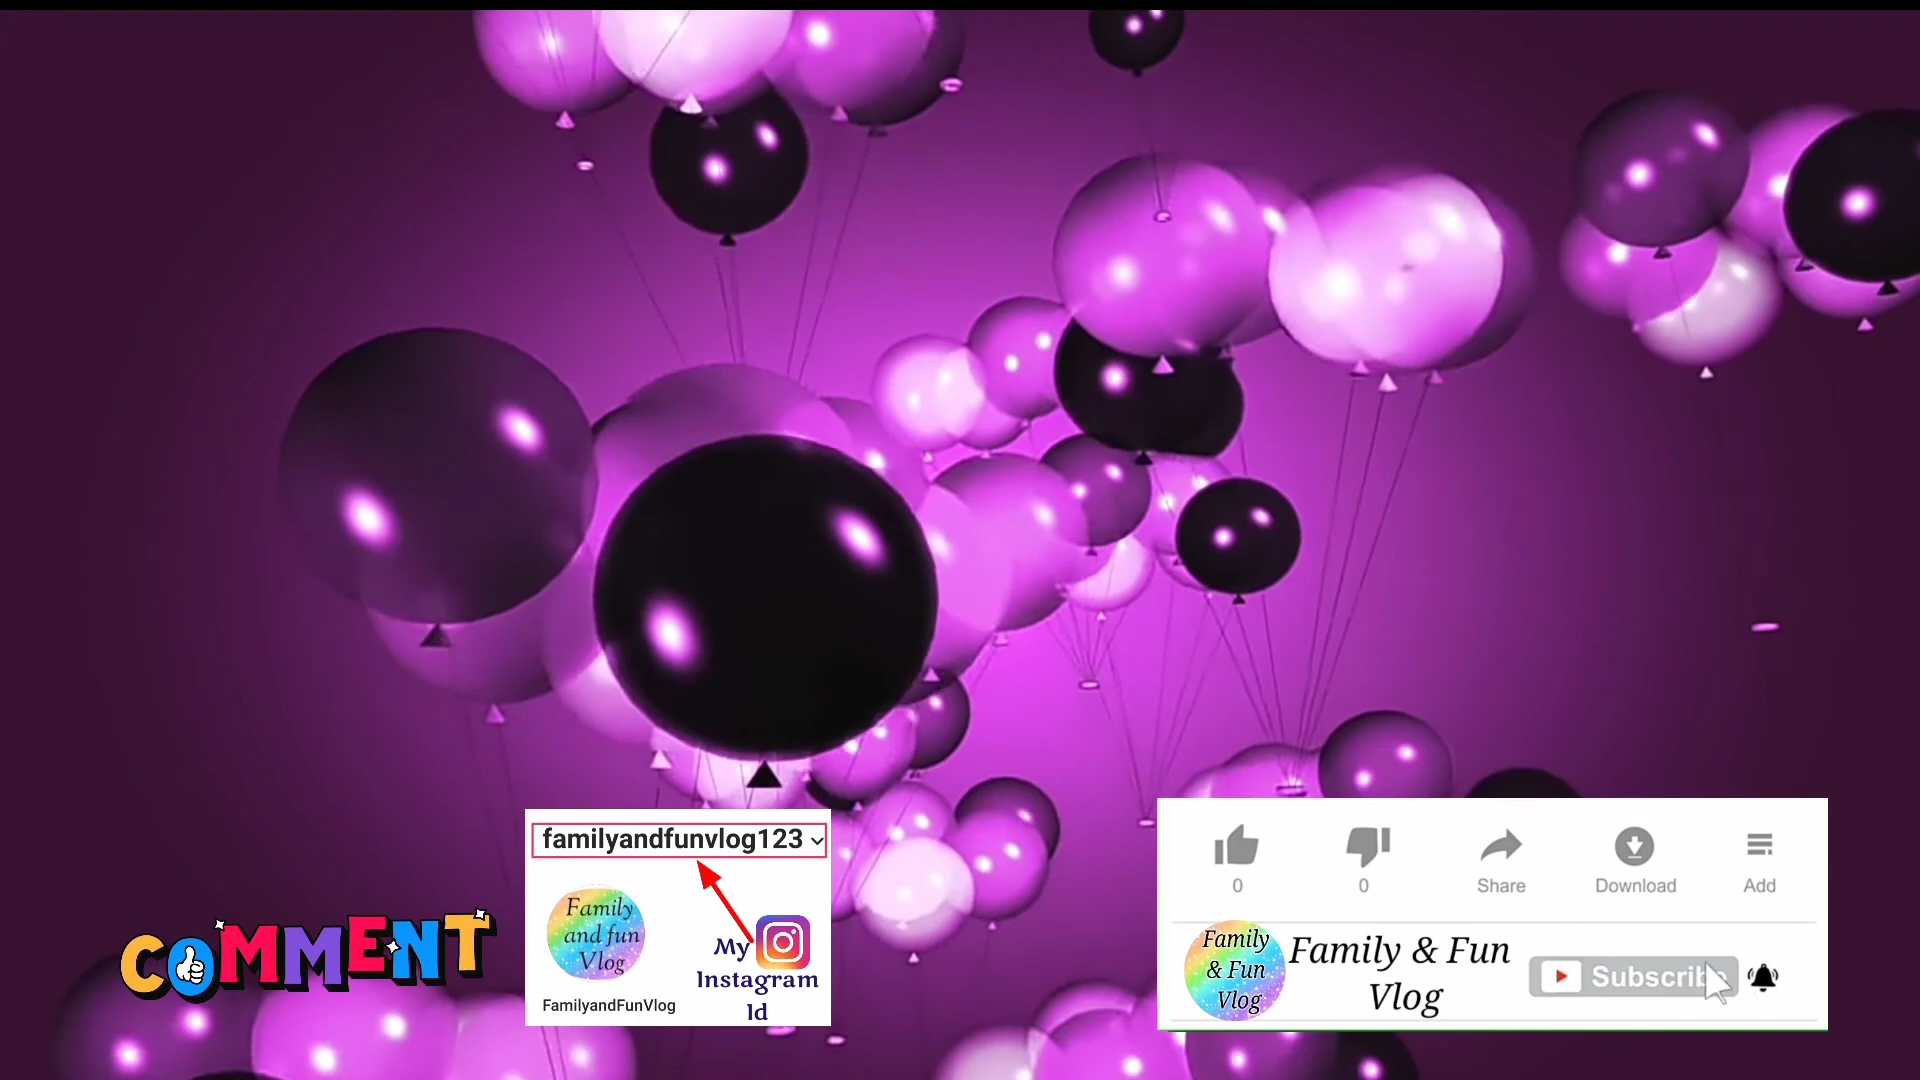 familyandfunvlog123
Family
and fun
Vlog
My
Instagram
Id
FamilyandFunVlog
COMMENT
0
0
Share
Download
Add
Family
& Fun
Vlog
Family & Fun
Vlog
Subscribe